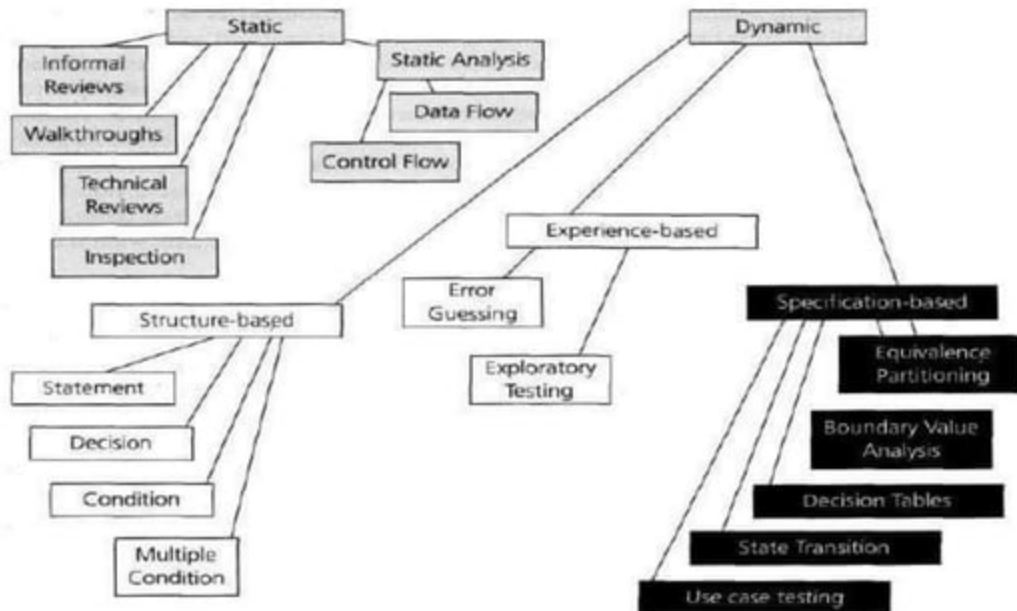 Static
Dynamic
Informal
Reviews
Static Analysis
Data Flow
Walkthroughs
Control Flow
Technical
Reviews
Inspection
Experience-based
Error
Guessing
Exploratory
Testing
Structure-based
Statement
Decision
Condition
Multiple
Condition
Specification-based
Equivalence
Partitioning
Boundary Value
Analysis
Decision Tables
State Transition
Use case testing